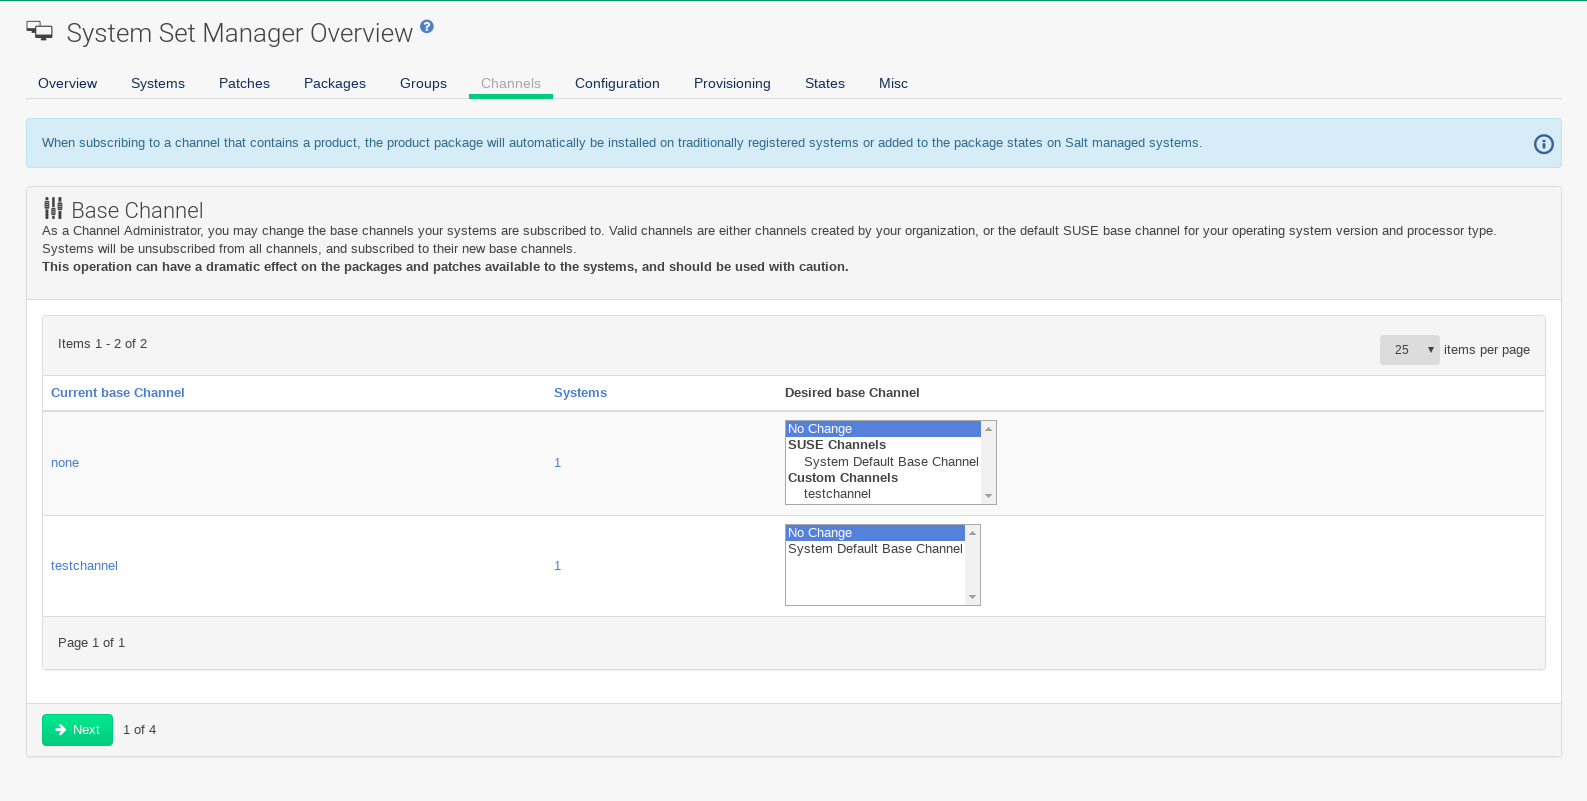 System Set Manager Overview
Overview Systems Patches Packages Groups Channels Configuration Provisioning States Misc
When subscribing to a channel that contains a product, the product package will automatically be installed on traditionally registered systems or added to the package states on Salt managed systems.
Base Channel
As a Channel Administrator, you may change the base channels your systems are subscribed to. Valid channels are either channels created by your organization, or the default SUSE base channel for your operating system version and processor type.
Systems will be unsubscribed from all channels, and subscribed to their new base channels.
This operation can have a dramatic effect on the packages and patches available to the systems, and should be used with caution.
Items 1 - 2 of 2
25 items per page
Current base Channel Systems Desired base Channel
No Change
SUSE Channels
System Default Base Channel
Custom Channels
testchannel
none 1
No Change
System Default Base Channel
testchannel 1
Page 1 of 1
Next 1 of 4